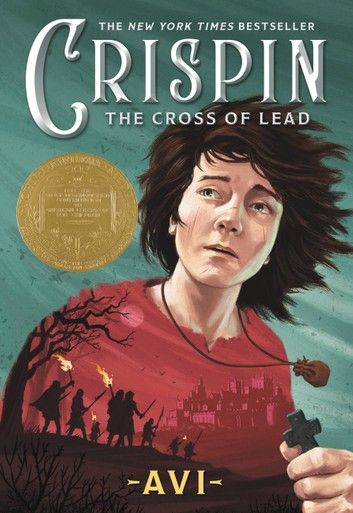 THE NEW YORK TIMES BESTSELLER
CRISPIN
THE CROSS OF LEAD
-AVI-